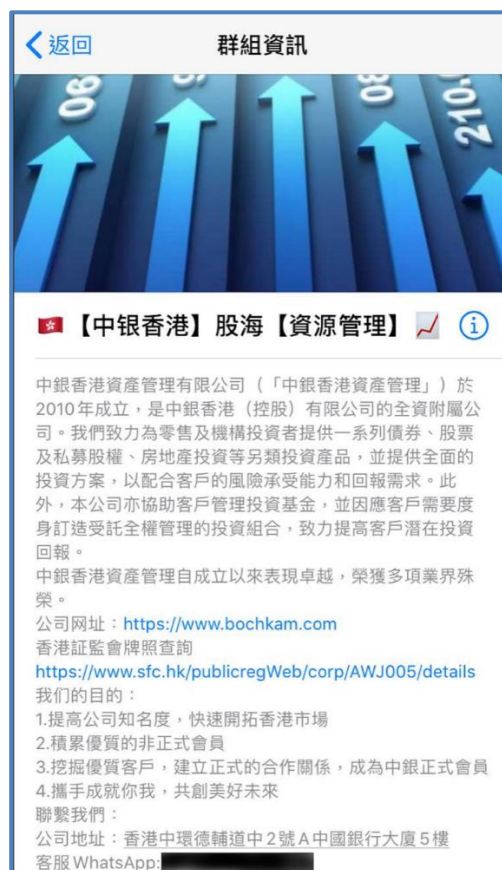 返回
群組資訊
06
08
210.
【中银香港】股海【資源管理】
中銀香港資產管理有限公司（「中銀香港資產管理」）於
2010年成立，是中銀香港（控股）有限公司的全資附屬公
司。我們致力為零售及機構投資者提供一系列債券、股票
及私募股權、房地產投資等另類投資產品，並提供全面的
投資方案，以配合客戶的風險承受能力和回報需求。此
外，本公司亦協助客戶管理投資基金，並因應客戶需要度
身訂造受託全權管理的投資組合，致力提高客戶潛在投資
回報。
中銀香港資產管理自成立以來表現卓越，榮獲多項業界殊
榮。
公司网址：https://www.bochkam.com
香港証監會牌照查詢
https://www.sfc.hk/publicregWeb/corp/AWJ005/details
我们的目的：
1.提高公司知名度，快速開拓香港市場
2.積累優質的非正式會員
3.挖掘優質客戶，建立正式的合作關係，成為中銀正式會員
4.攜手成就你我，共創美好未來
聯繫我們：
公司地址：香港中環德輔道中2號A中國銀行大廈5樓
客服WhatsApp: